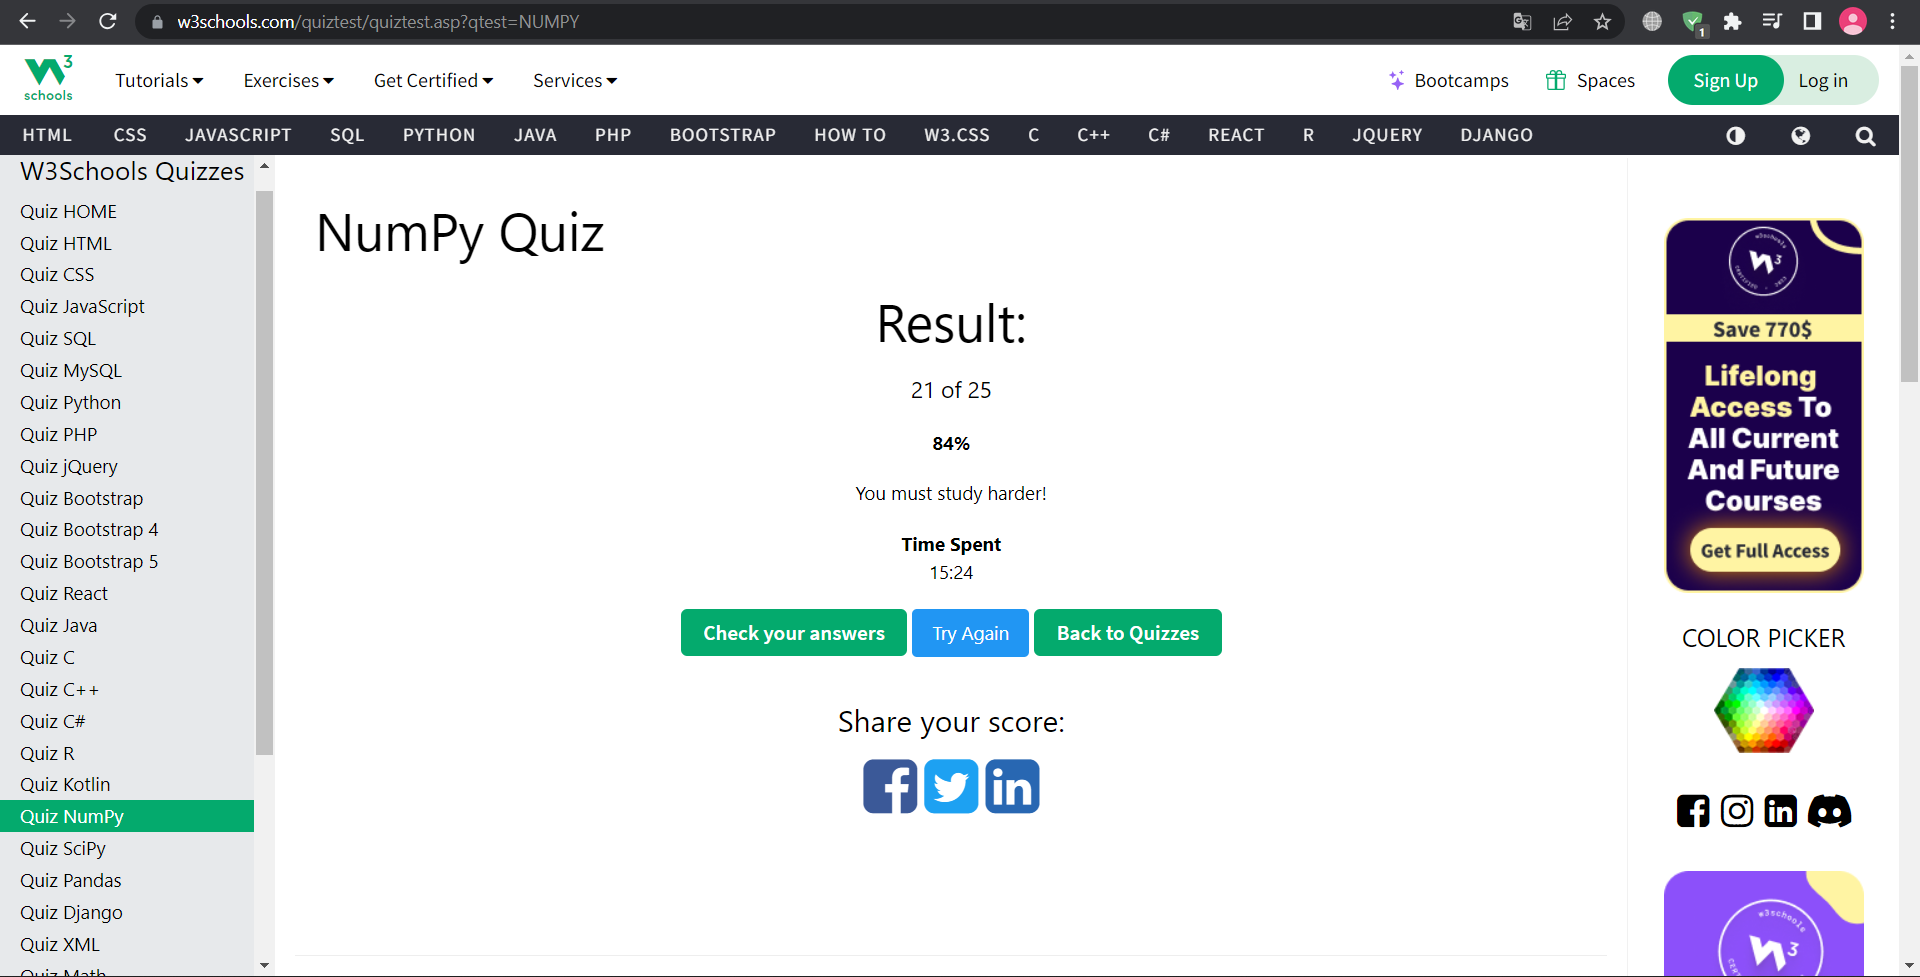 w3schools.com/quiztest/quiztest.asp?qtest=NUMPY
1
3
schools
Tutorials
Exercises
Get Certified
Services
Bootcamps
Spaces
Sign Up
Log in
HTML
CSS
JAVASCRIPT
SQL
PYTHON
JAVA
PHP
BOOTSTRAP
HOW TO
W3.CSS
C
C++
C#
REACT
R
JQUERY
DJANGO
W3Schools Quizzes
Quiz HOME
Quiz HTML
Quiz CSS
Quiz JavaScript
Quiz SQL
Quiz MySQL
Quiz Python
Quiz PHP
Quiz jQuery
Quiz Bootstrap
Quiz Bootstrap 4
Quiz Bootstrap 5
Quiz React
Quiz Java
Quiz C
Quiz C++
Quiz C#
Quiz R
Quiz Kotlin
Quiz NumPy
Quiz SciPy
Quiz Pandas
Quiz Django
Quiz XML
Quiz Math
NumPy Quiz
Result:
21 of 25
84%
You must study harder!
Time Spent
15:24
Check your answers
Try Again
Back to Quizzes
Share your score:
w3schools
3
Save 770$
Lifelong
Access To
All Current
And Future
Courses
Get Full Access
COLOR PICKER
w3schools
3